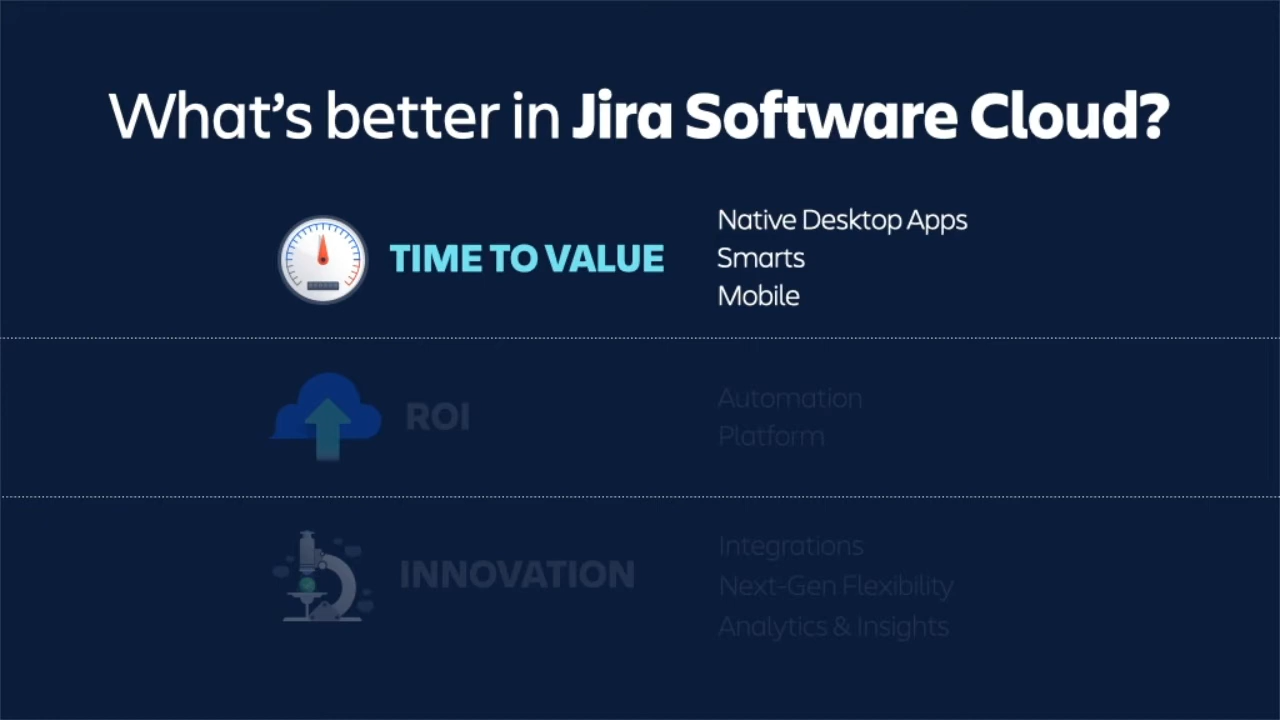 What's better in Jira Software Cloud?
TIME TO VALUE
Native Desktop Apps
Smarts
Mobile
ROI
Automation
Platform
INNOVATION
Integrations
Next-Gen Flexibility
Analytics & Insights